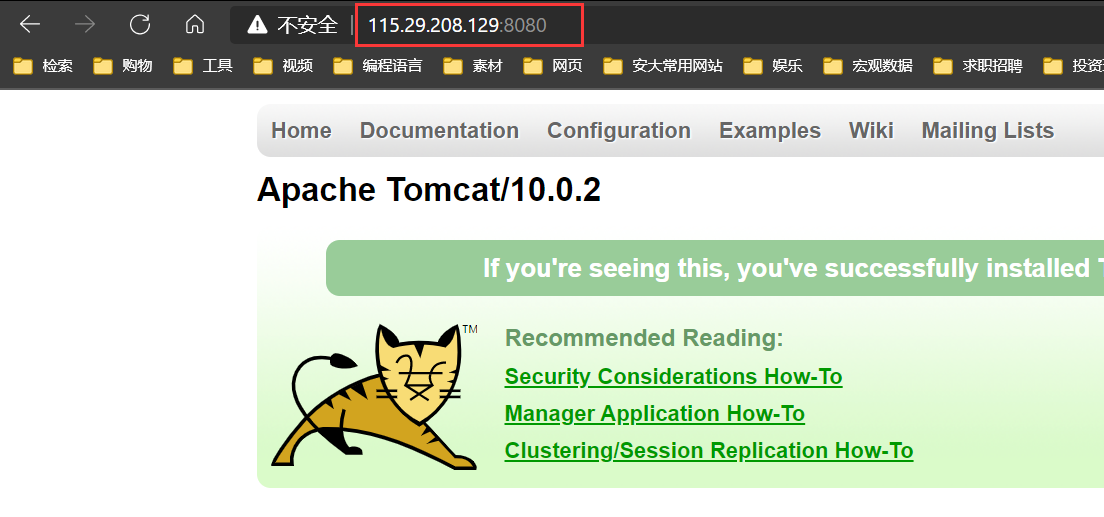 不安全 115.29.208.129:8080
检索 购物 工具 视频 编程语言 素材 网页 安大常用网站 娱乐 宏观数据 求职招聘 投资
Home Documentation Configuration Examples Wiki Mailing Lists
Apache Tomcat/10.0.2
If you're seeing this, you've successfully installed T
TM
Recommended Reading:
Security Considerations How-To
Manager Application How-To
Clustering/Session Replication How-To